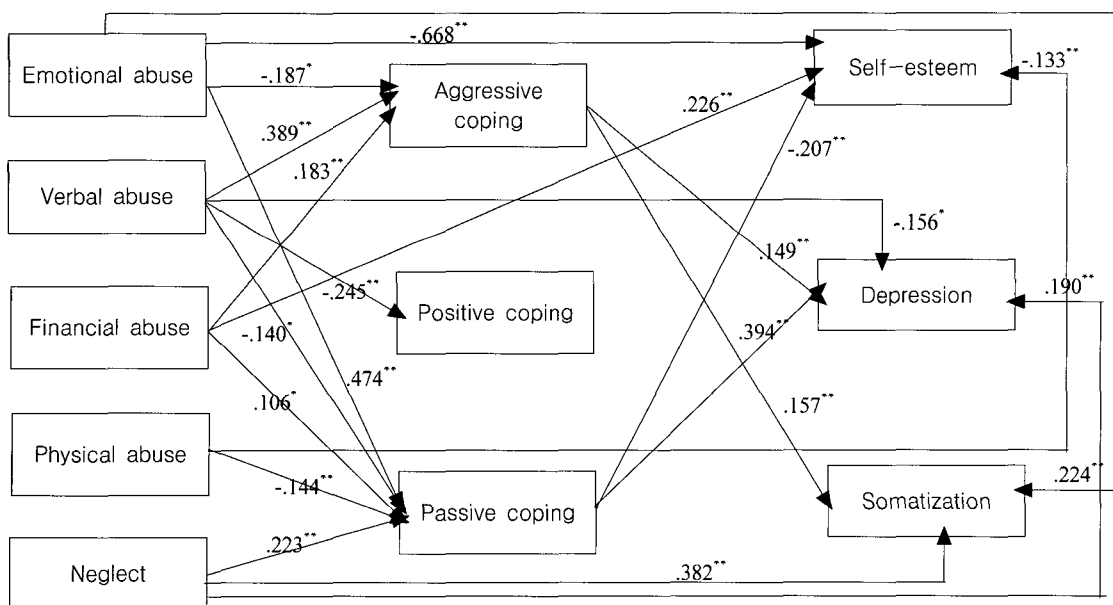 Emotional abuse
-.668**
Self-esteem
-.133**
-.187*
Aggressive
coping
.226**
.389**
-.207**
.183**
Verbal abuse
-.156*
.149**
-.245**
Positive coping
Depression
.190**
Financial abuse
-.140*
.394**
.474**
.106*
.157**
Physical abuse
-.144**
Passive coping
Somatization
.224**
.223**
Neglect
.382**